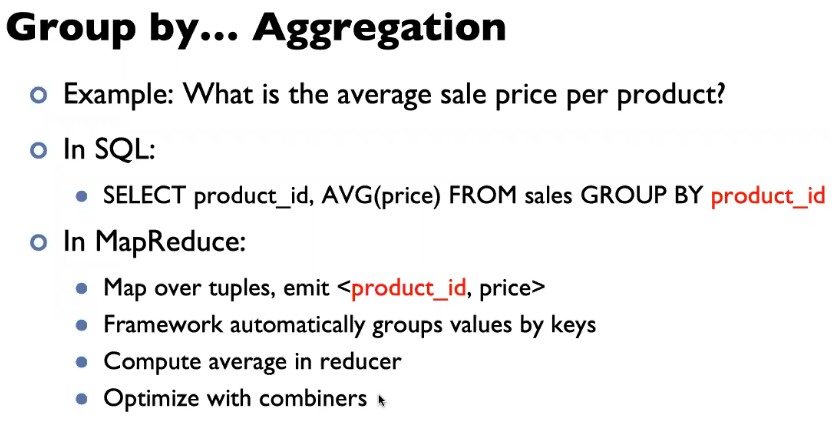 Group by... Aggregation
Example: What is the average sale price per product?
In SQL:
SELECT product_id, AVG(price) FROM sales GROUP BY product_id
In MapReduce:
Map over tuples, emit <product_id, price>
Framework automatically groups values by keys
Compute average in reducer
Optimize with combiners